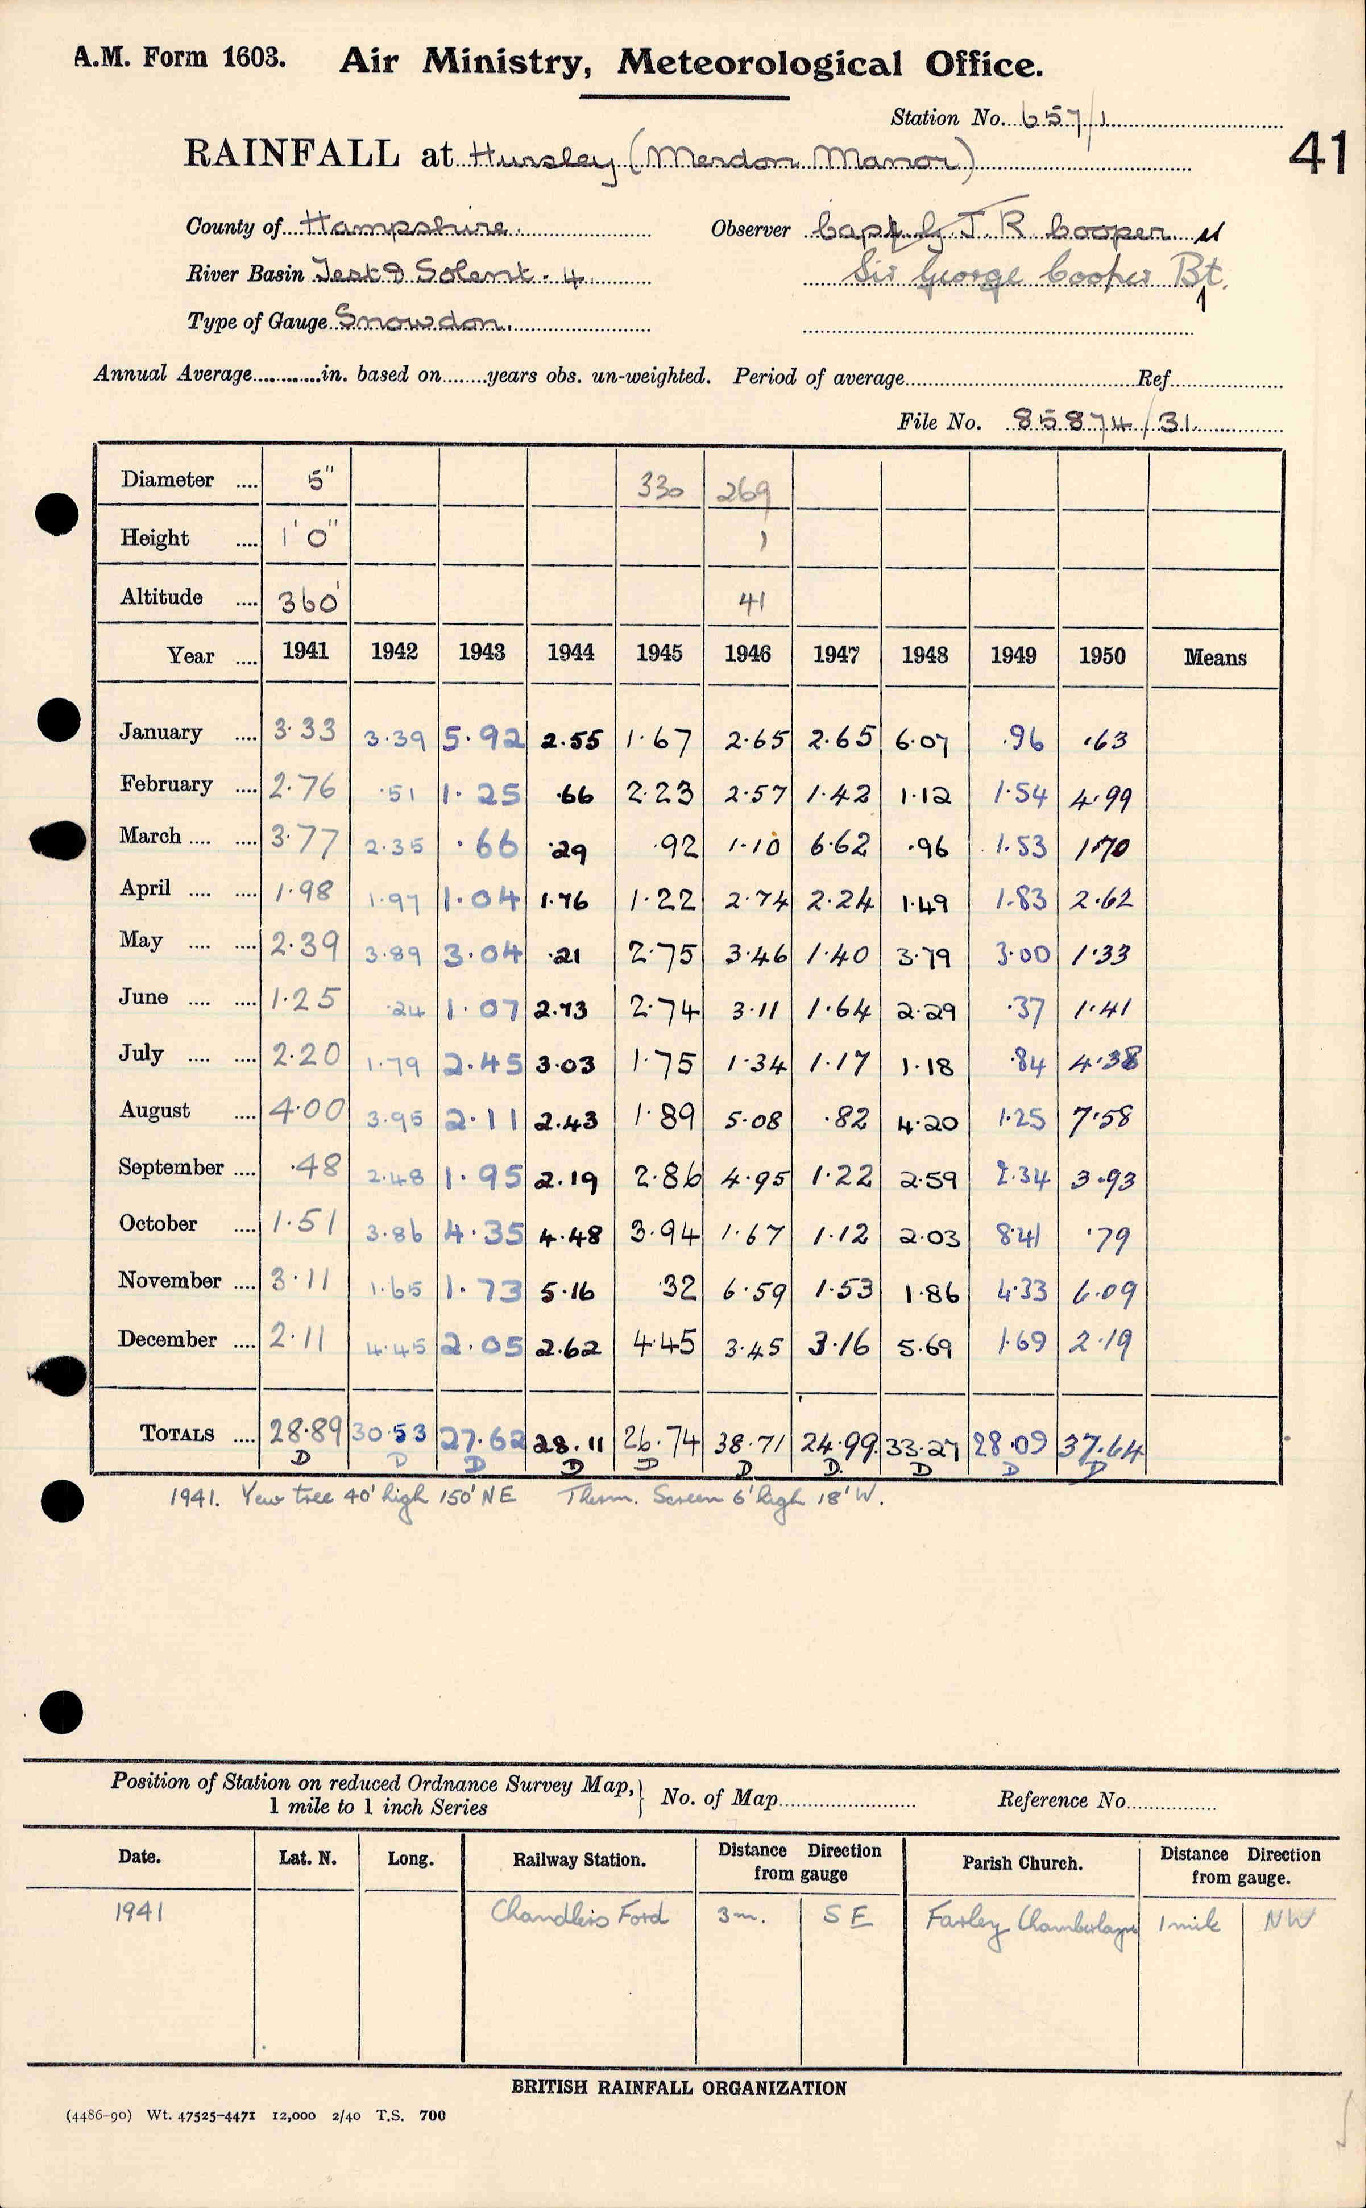 A.M. Form 1603. Air Ministry, Meteorological Office.
Station No. 657/1
41
RAINFALL at Hursley (Merdon Manor)
County of Hampshire. Observer Capt G. J. R. Cooper
River Basin Test & Solent. 4 Sir George Cooper Bt.
Type of Gauge Snowdon.
Annual Average............in. based on........years obs. un-weighted. Period of average.......... Ref..........
File No. 85874/31
Diameter .... 5" 330 269
Height .... 1'0" 1
Altitude .... 360' 41
Year .... 1941 1942 1943 1944 1945 1946 1947 1948 1949 1950 Means
January .... 3.33 3.39 5.92 2.55 1.67 2.65 2.65 6.07 .96 .63
February .... 2.76 .51 1.25 .66 2.23 2.57 1.42 1.12 1.54 4.99
March .... .... 3.77 2.35 .66 .29 .92 1.10 6.62 .96 1.53 1.70
April .... .... 1.98 1.97 1.04 1.76 1.22 2.74 2.24 1.49 1.83 2.62
May .... .... 2.39 3.89 3.04 .21 2.75 3.46 1.40 3.79 3.00 1.33
June .... .... 1.25 .24 1.07 2.73 2.74 3.11 1.64 2.29 .37 1.41
July .... .... 2.20 1.79 2.45 3.03 1.75 1.34 1.17 1.18 .84 4.38
August .... 4.00 3.95 2.11 2.43 1.89 5.08 .82 4.20 1.25 7.58
September .... .48 2.48 1.95 2.19 2.86 4.95 1.22 2.59 2.34 3.93
October .... 1.51 3.86 4.35 4.48 3.94 1.67 1.12 2.03 8.41 .79
November .... 3.11 1.65 1.73 5.16 .32 6.59 1.53 1.86 4.33 6.09
December .... 2.11 4.45 2.05 2.62 4.45 3.45 3.16 5.69 1.69 2.19
TOTALS .... 28.89 30.53 27.62 28.11 26.74 38.71 24.99 33.27 28.09 37.64
D D D D D D D. D D D
1941. Yew tree 40' high 150' NE Therm. Screen 6' high 18' W.
Position of Station on reduced Ordnance Survey Map, 1 mile to 1 inch Series } No. of Map.......... Reference No..........
Date. Lat. N. Long. Railway Station. Distance Direction from gauge Parish Church. Distance Direction from gauge.
1941 Chandlers Ford 3m. SE Farley Chamberlayne 1 mile NW
BRITISH RAINFALL ORGANIZATION
(4486-90) Wt. 47525-4471 12,000 2/40 T.S. 700